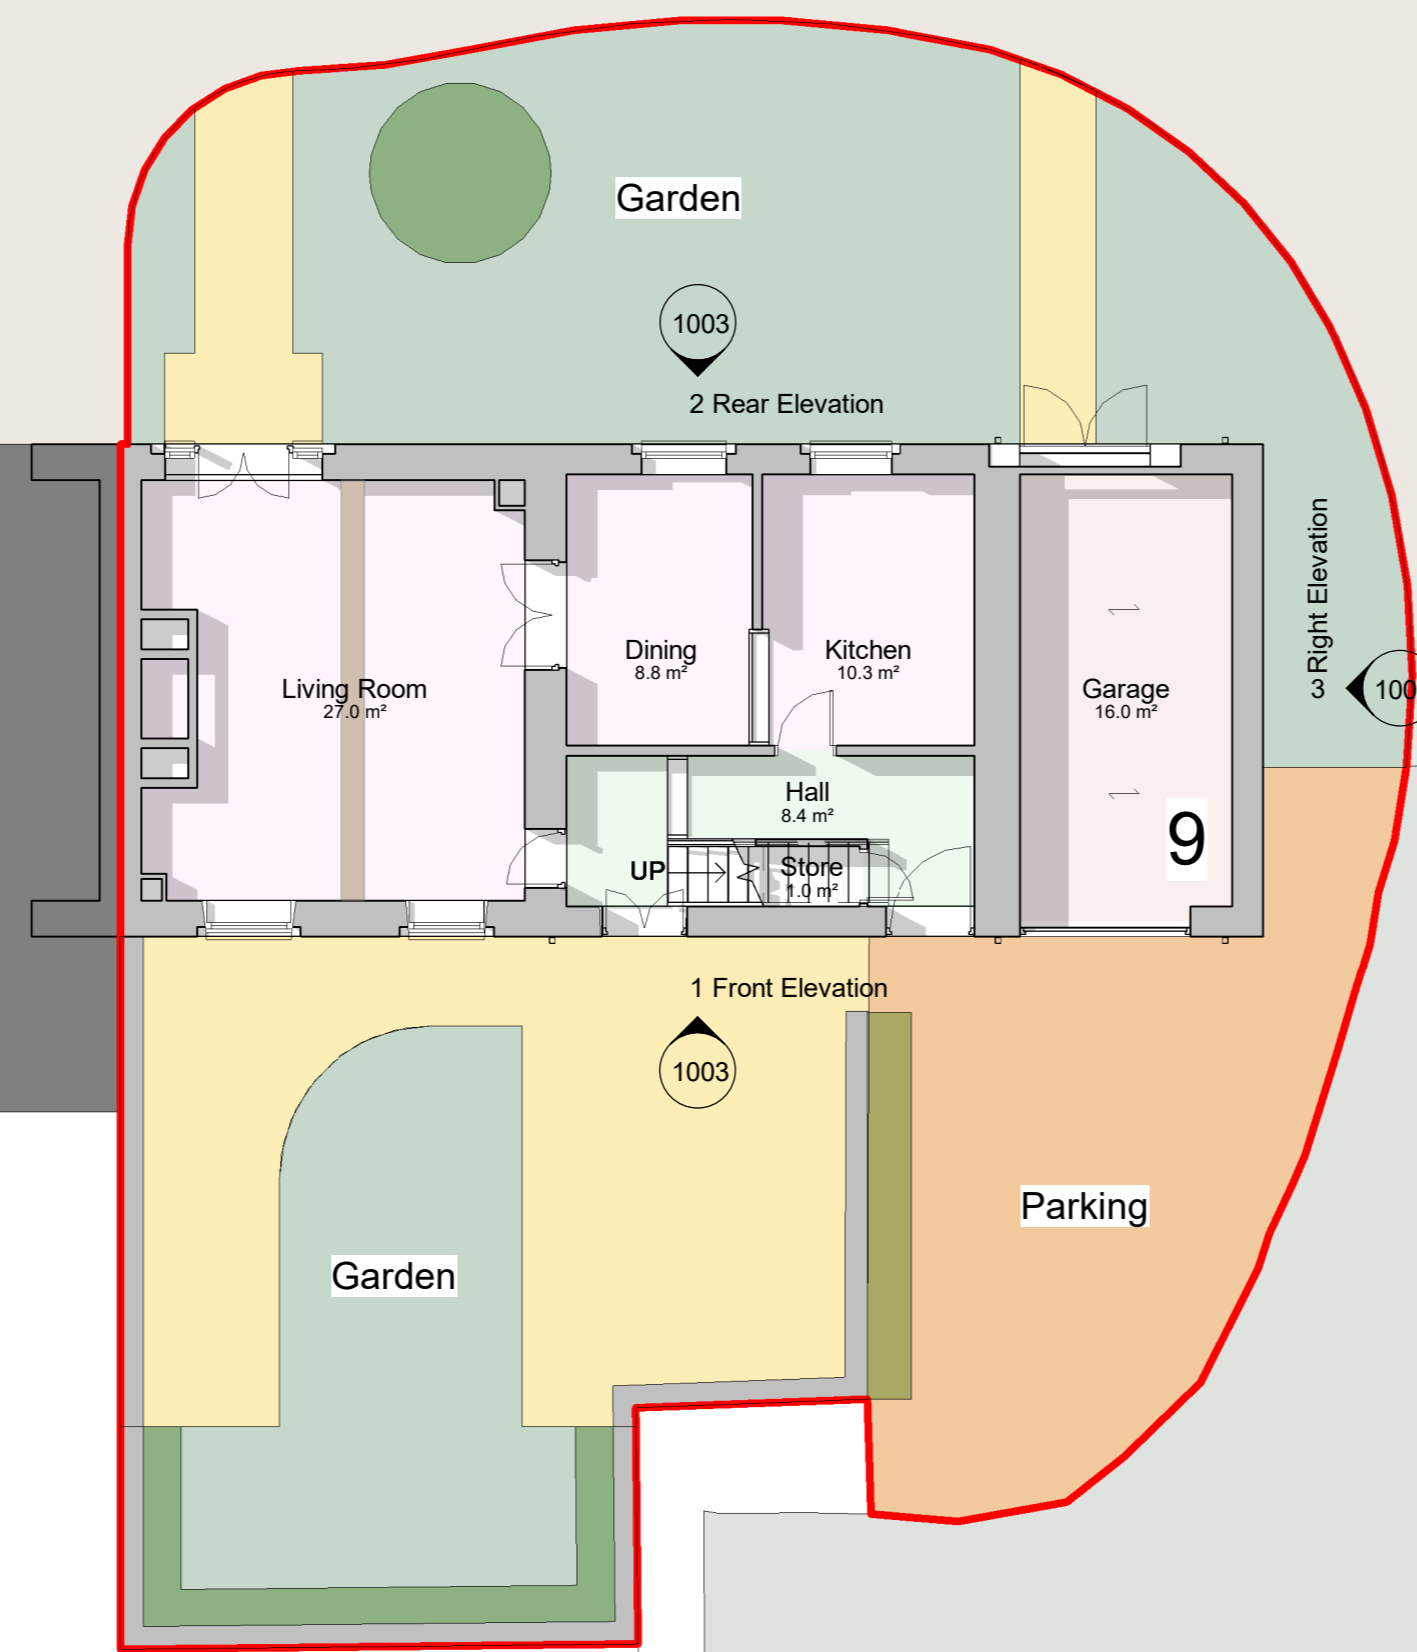 Garden
1003
2 Rear Elevation
3 Right Elevation
100
Dining
8.8 m²
Kitchen
10.3 m²
Living Room
27.0 m²
Garage
16.0 m²
Hall
8.4 m²
9
UP
Store
1.0 m²
1 Front Elevation
1003
Parking
Garden